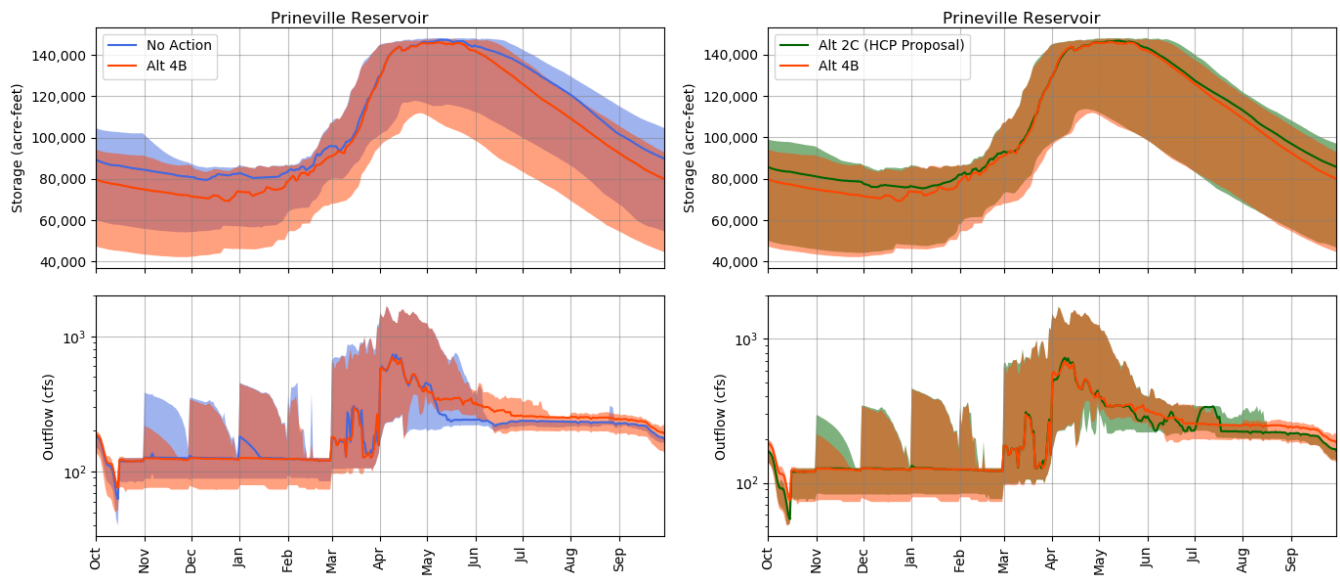 Prineville Reservoir
No Action
Alt 4B
Storage (acre-feet)
140,000
120,000
100,000
80,000
60,000
40,000
Outflow (cfs)
10³
10²
Oct
Nov
Dec
Jan
Feb
Mar
Apr
May
Jun
Jul
Aug
Sep
Prineville Reservoir
Alt 2C (HCP Proposal)
Alt 4B
Storage (acre-feet)
140,000
120,000
100,000
80,000
60,000
40,000
Outflow (cfs)
10³
10²
Oct
Nov
Dec
Jan
Feb
Mar
Apr
May
Jun
Jul
Aug
Sep